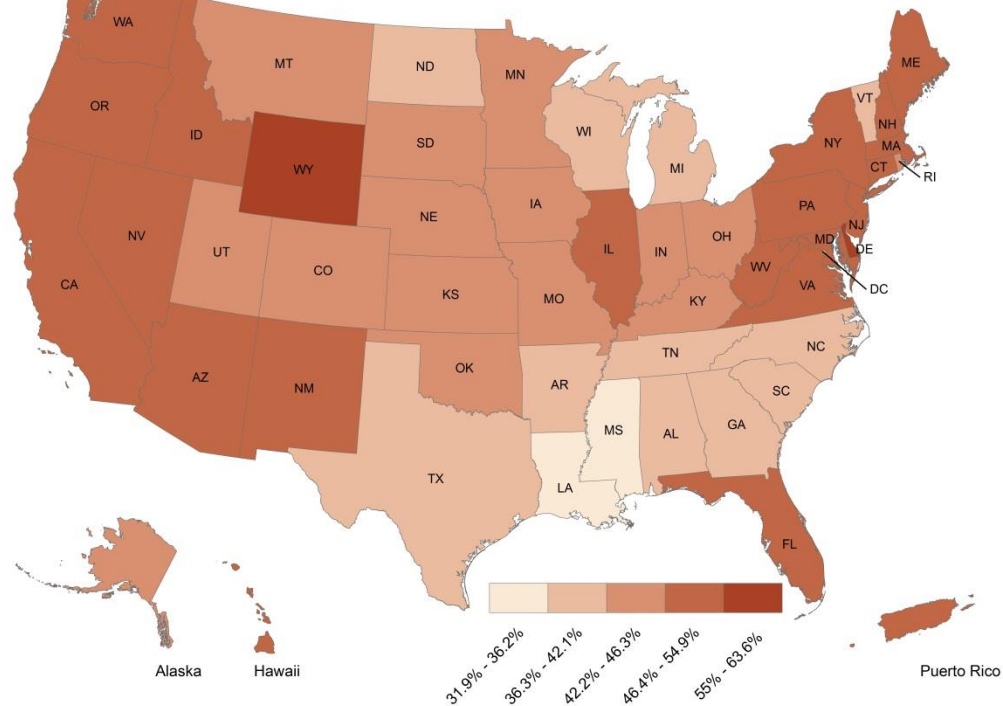 WA
ME
MT
ND
MN
VT
OR
NH
ID
WI
NY
MA
SD
CT
WY
MI
RI
PA
IA
NE
NJ
OH
NV
MD
IL
IN
DE
UT
WV
CO
VA
CA
DC
KS
MO
KY
NC
TN
OK
AZ
NM
AR
SC
MS
AL
GA
TX
LA
FL
31.9% - 36.2%
36.3% - 42.1%
42.2% - 46.3%
46.4% - 54.9%
55% - 63.6%
Alaska
Hawaii
Puerto Rico